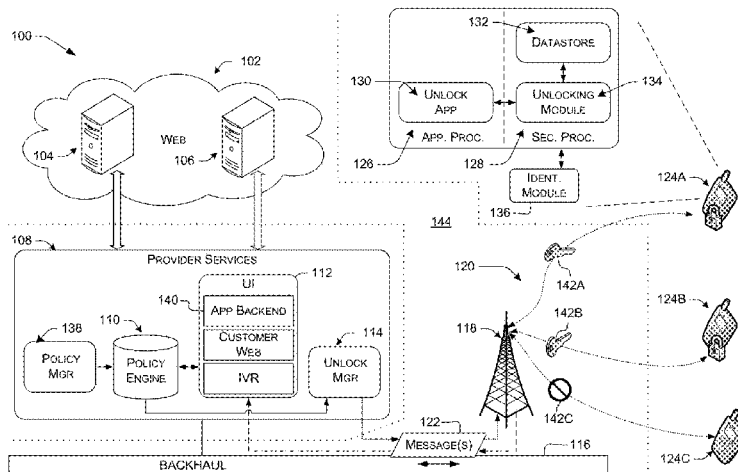 100
102
WEB
104
106
132
DATASTORE
130
UNLOCK
APP
134
UNLOCKING
MODULE
APP. PROC.
SEC. PROC.
126
128
IDENT.
MODULE
136
124A
144
108
PROVIDER SERVICES
112
UI
140
APP BACKEND
CUSTOMER
WEB
IVR
138
POLICY
MGR
110
POLICY
ENGINE
114
UNLOCK
MGR
120
118
142A
142B
142C
124B
124C
122
MESSAGE(S)
116
BACKHAUL